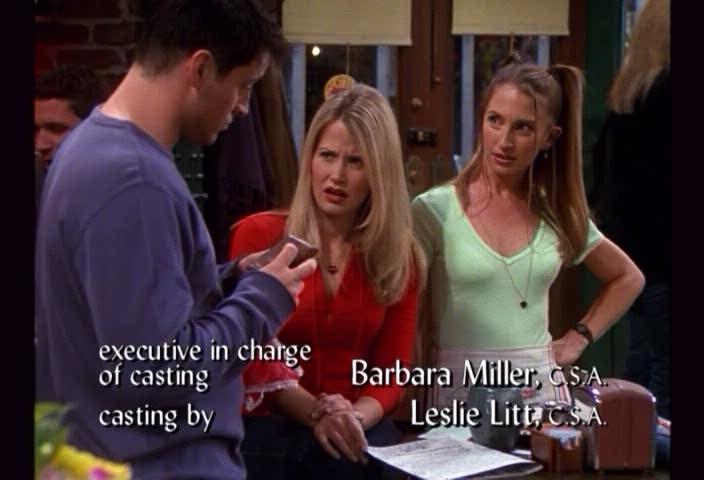 executive in charge
of casting Barbara Miller, C.S.A.
casting by Leslie Litt, C.S.A.